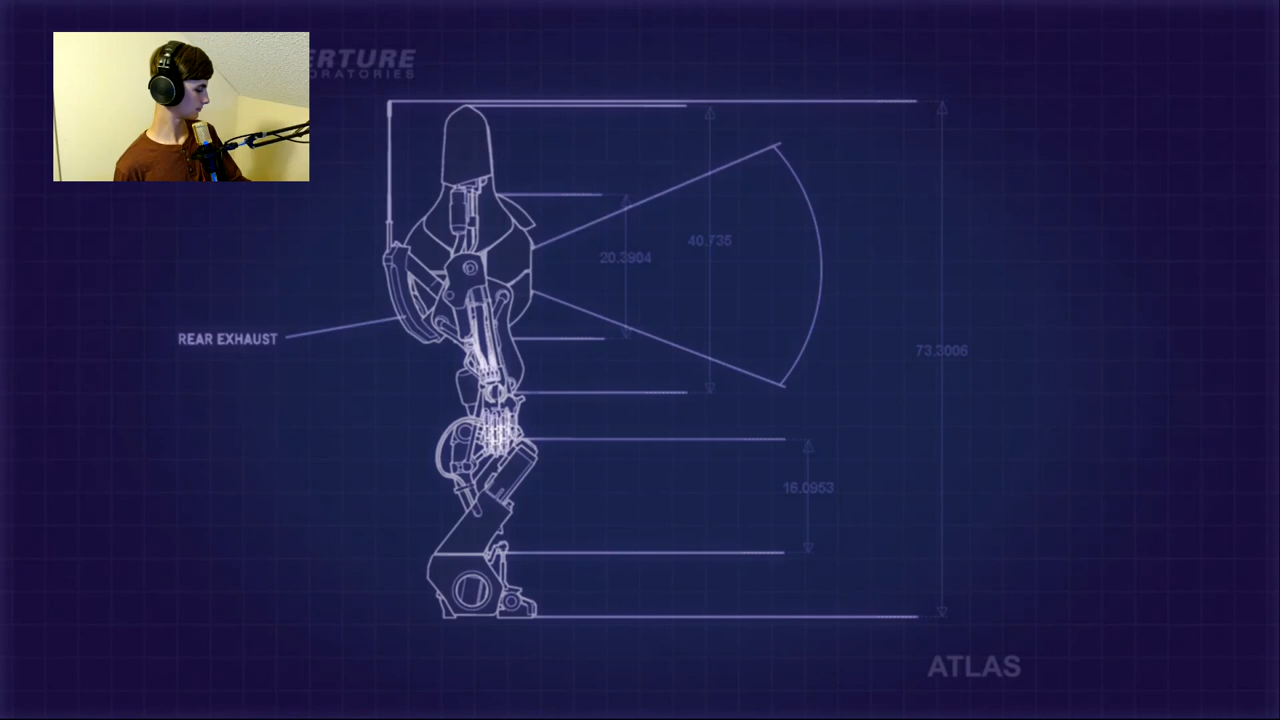 ERTURE
ORATORIES
40.735
20.3904
REAR EXHAUST
73.3006
16.0953
ATLAS